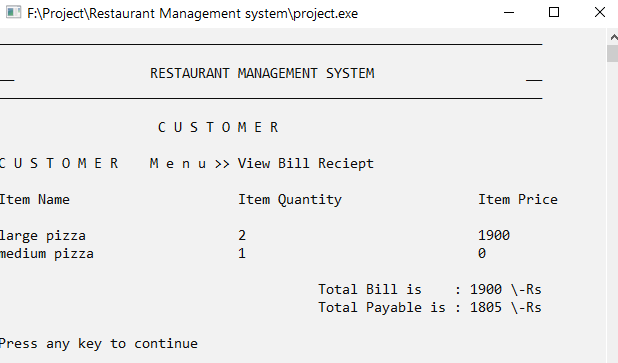 F:\Project\Restaurant Management system\project.exe
__ RESTAURANT MANAGEMENT SYSTEM __
C U S T O M E R
C U S T O M E R M e n u >> View Bill Reciept
Item Name Item Quantity Item Price
large pizza 2 1900
medium pizza 1 0
Total Bill is : 1900 \-Rs
Total Payable is : 1805 \-Rs
Press any key to continue